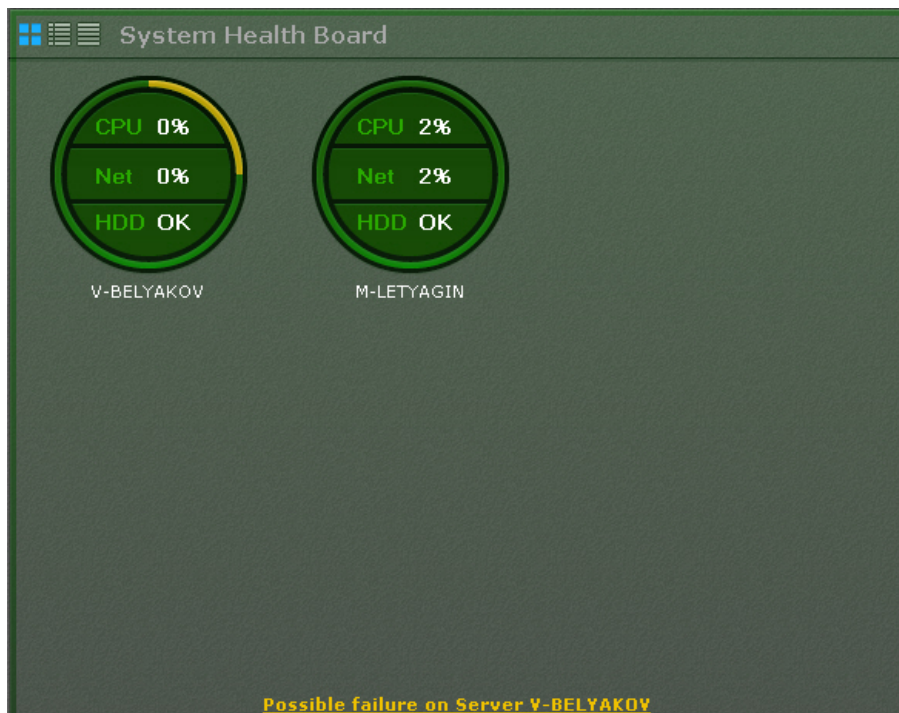 System Health Board
CPU 0%
Net 0%
HDD OK
V-BELYAKOV
CPU 2%
Net 2%
HDD OK
M-LETYAGIN
Possible failure on Server V-BELYAKOV